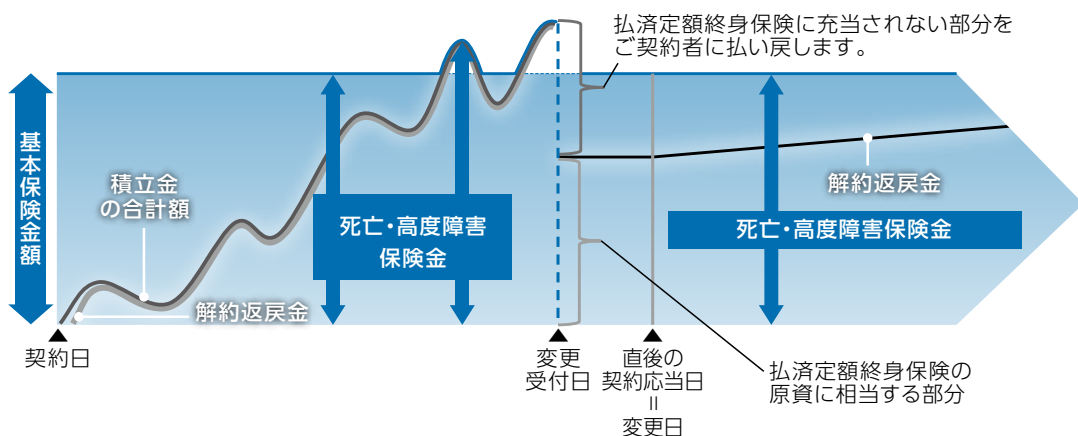 払済定額終身保険に充当されない部分を
ご契約者に払い戻します。
基本保険金額
積立金
の合計額
死亡・高度障害
保険金
解約返戻金
解約返戻金
死亡・高度障害保険金
契約日
変更
受付日
直後の
契約応当日
＝
変更日
払済定額終身保険の
原資に相当する部分